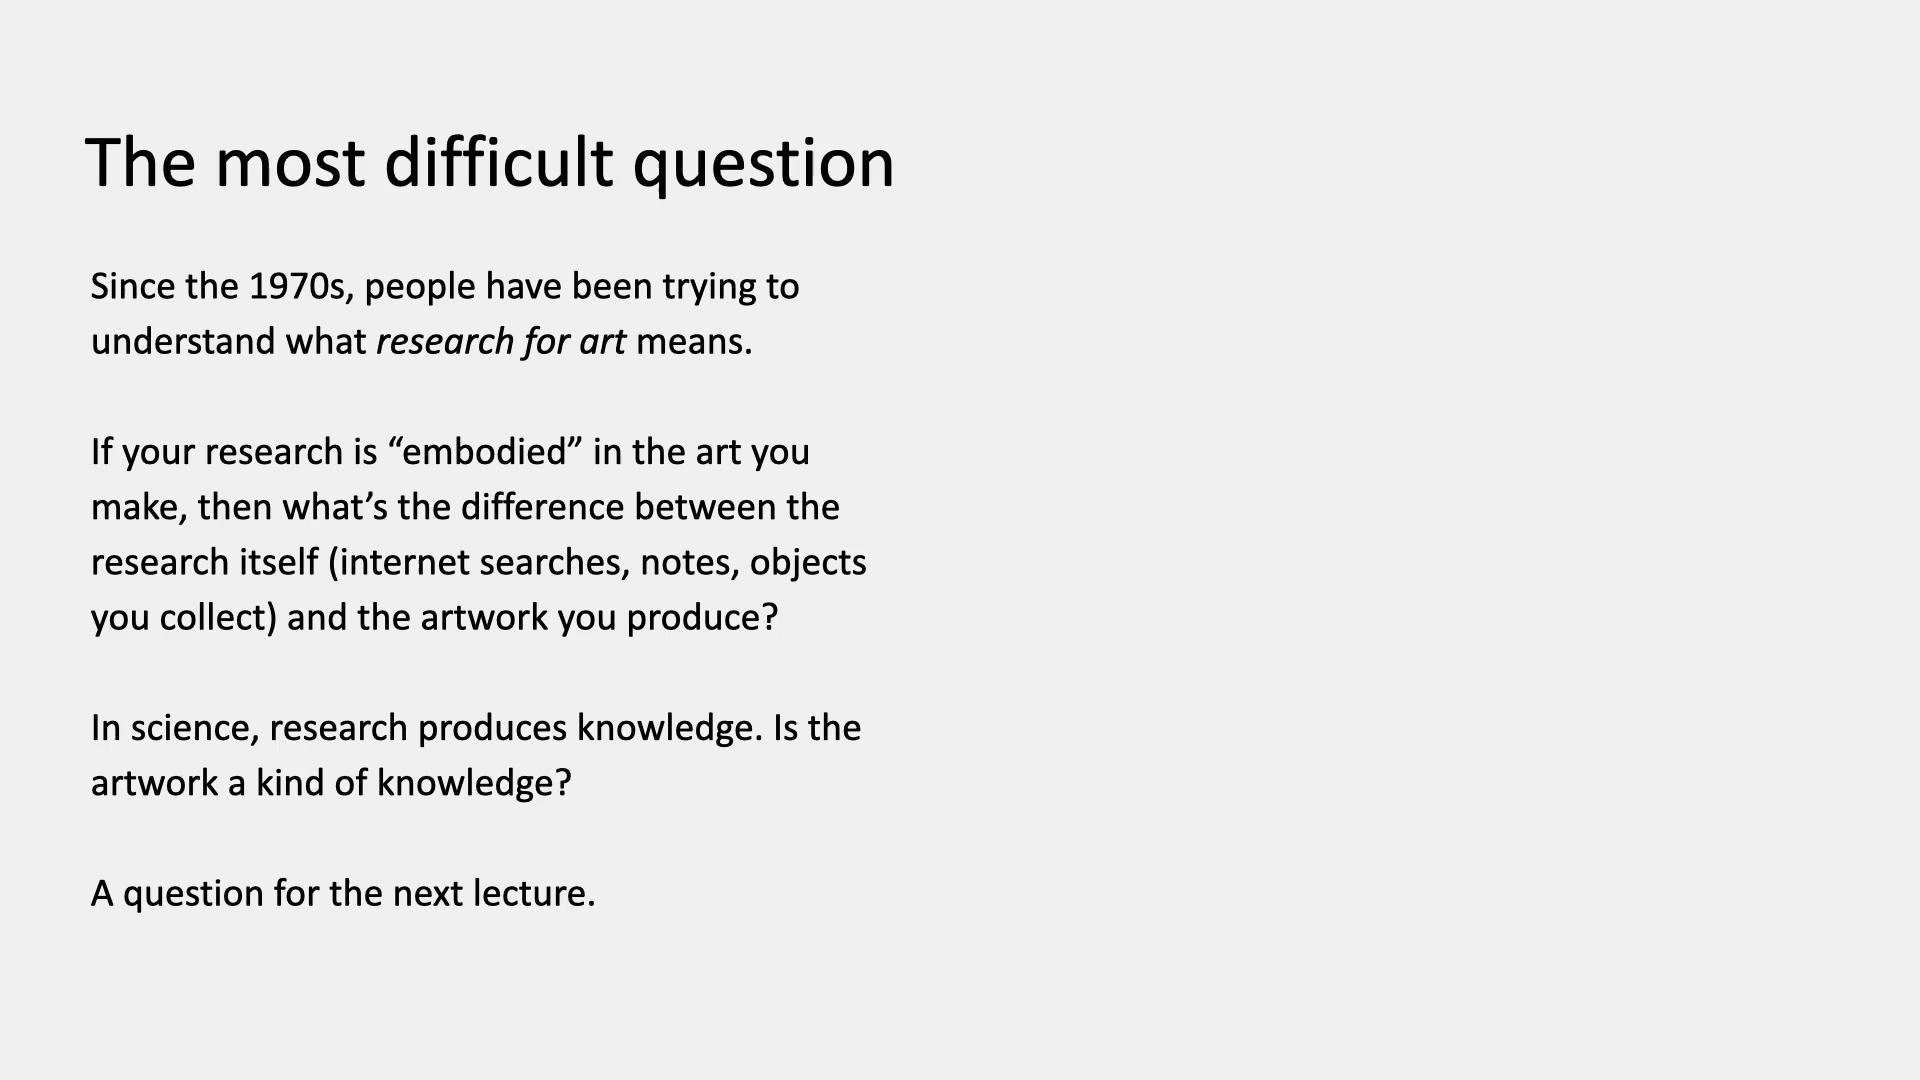 The most difficult question
Since the 1970s, people have been trying to
understand what research for art means.
If your research is “embodied” in the art you
make, then what’s the difference between the
research itself (internet searches, notes, objects
you collect) and the artwork you produce?
In science, research produces knowledge. Is the
artwork a kind of knowledge?
A question for the next lecture.